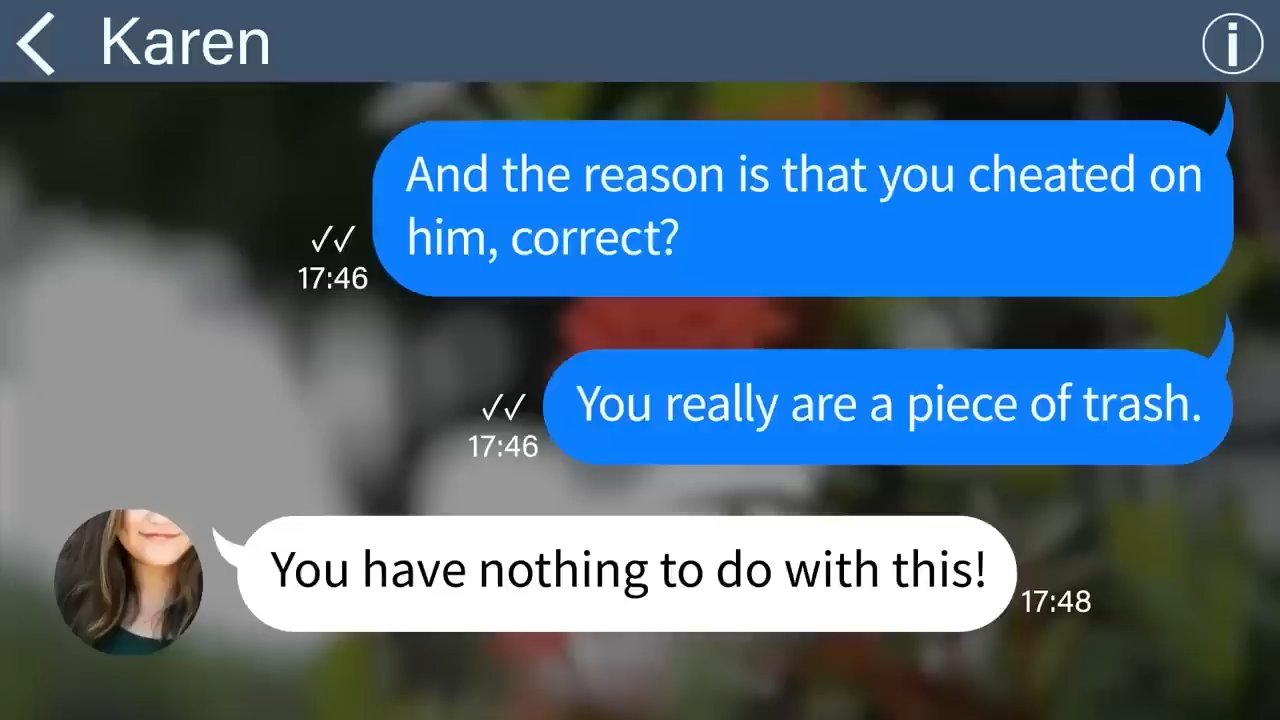 Karen
And the reason is that you cheated on
him, correct?
17:46
You really are a piece of trash.
17:46
You have nothing to do with this!
17:48